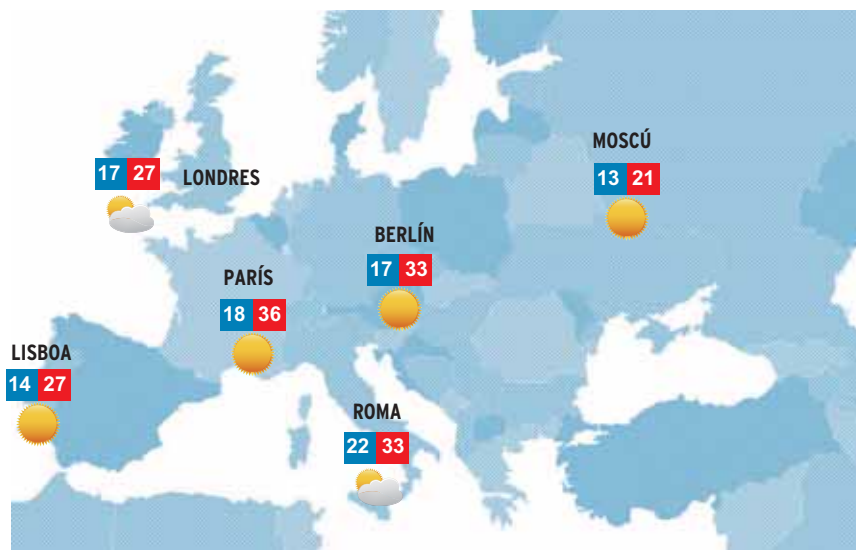 MOSCÚ
13 21
17 27 LONDRES
BERLÍN
17 33
PARÍS
18 36
LISBOA
14 27
ROMA
22 33